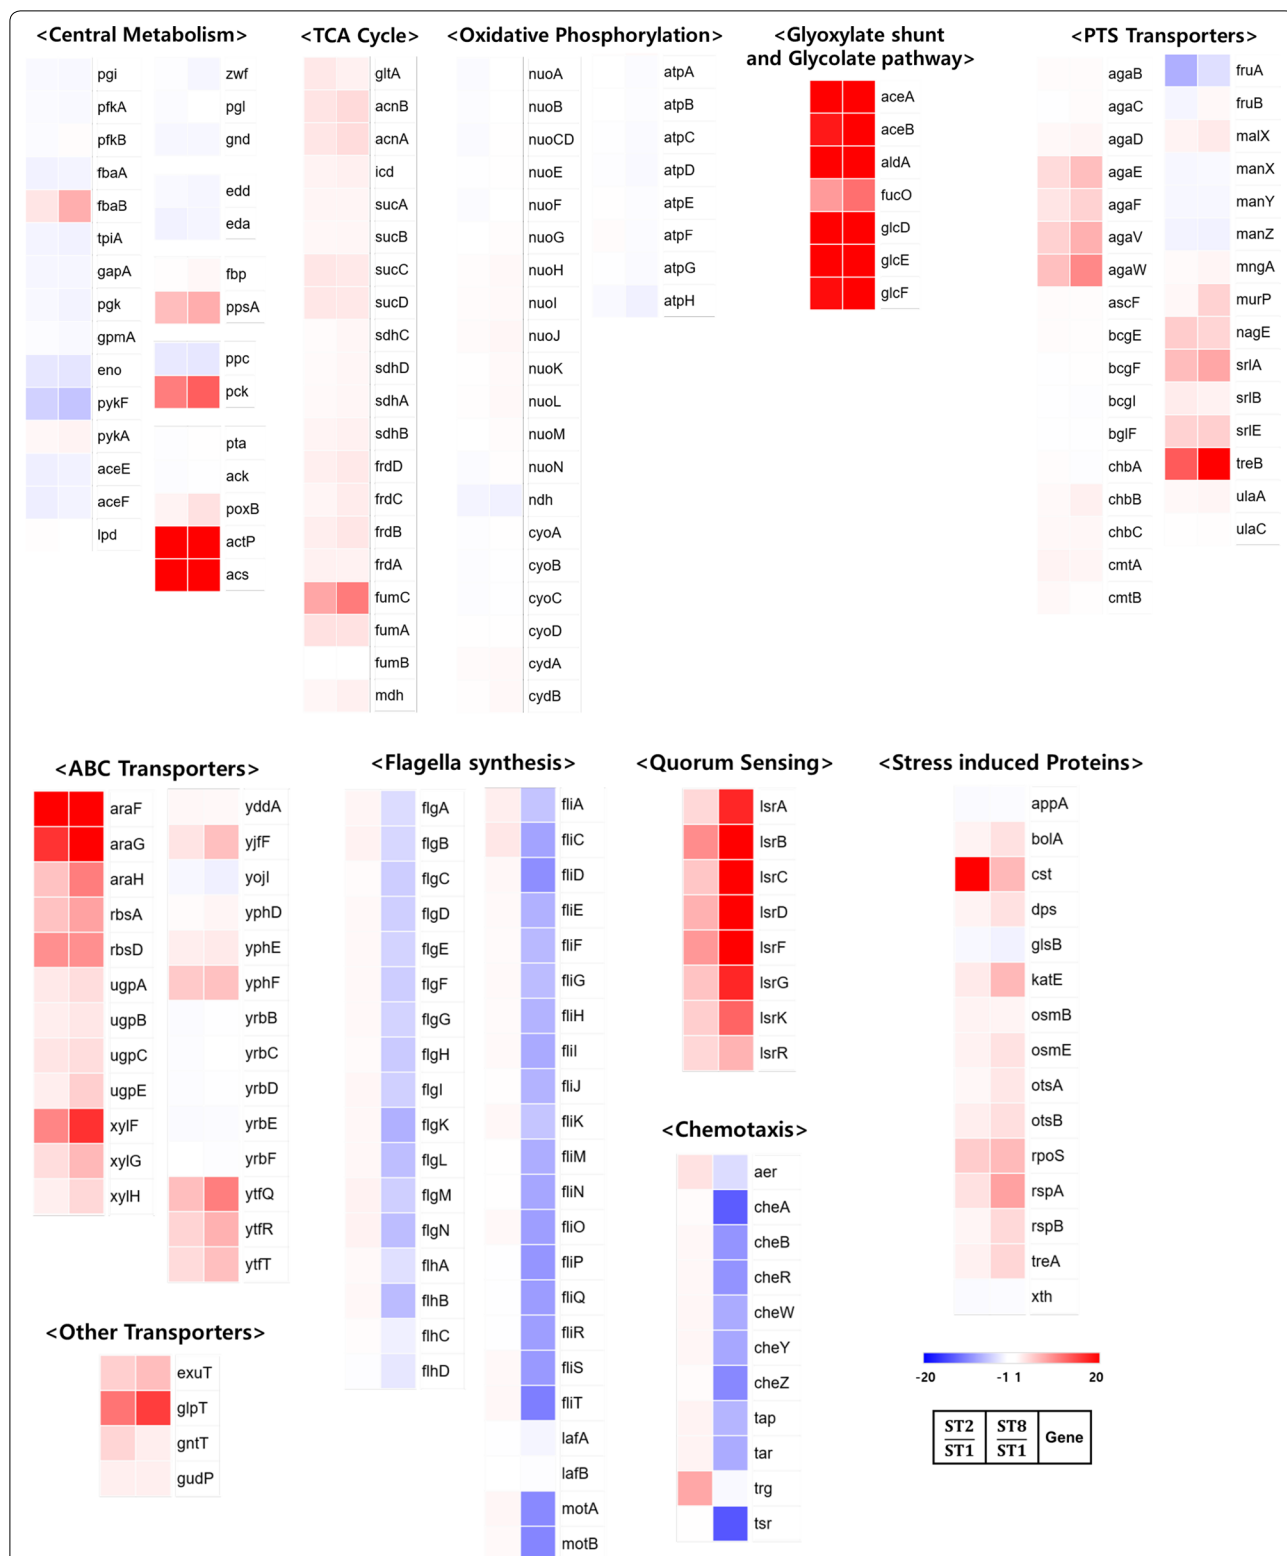 <Central Metabolism>
pgi
pfkA
pfkB
fbaA
fbaB
tpiA
gapA
pgk
gpmA
eno
pykF
pykA
aceE
aceF
lpd
zwf
pgl
gnd
edd
eda
fbp
ppsA
ppc
pck
pta
ack
poxB
actP
acs
<TCA Cycle>
gltA
acnB
acnA
icd
sucA
sucB
sucC
sucD
sdhC
sdhD
sdhA
sdhB
frdD
frdC
frdB
frdA
fumC
fumA
fumB
mdh
<Oxidative Phosphorylation>
nuoA
nuoB
nuoCD
nuoE
nuoF
nuoG
nuoH
nuoI
nuoJ
nuoK
nuoL
nuoM
nuoN
ndh
cyoA
cyoB
cyoC
cyoD
cydA
cydB
atpA
atpB
atpC
atpD
atpE
atpF
atpG
atpH
<Glyoxylate shunt
and Glycolate pathway>
aceA
aceB
aldA
fucO
glcD
glcE
glcF
<PTS Transporters>
agaB
agaC
agaD
agaE
agaF
agaV
agaW
ascF
bcgE
bcgF
bcgI
bglF
chbA
chbB
chbC
cmtA
cmtB
fruA
fruB
malX
manX
manY
manZ
mngA
murP
nagE
srlA
srlB
srlE
treB
ulaA
ulaC
<ABC Transporters>
araF
araG
araH
rbsA
rbsD
ugpA
ugpB
ugpC
ugpE
xylF
xylG
xylH
yddA
yjfF
yojI
yphD
yphE
yphF
yrbB
yrbC
yrbD
yrbE
yrbF
ytfQ
ytfR
ytfT
<Other Transporters>
exuT
glpT
gntT
gudP
<Flagella synthesis>
flgA
flgB
flgC
flgD
flgE
flgF
flgG
flgH
flgI
flgK
flgL
flgM
flgN
flhA
flhB
flhC
flhD
fliA
fliC
fliD
fliE
fliF
fliG
fliH
fliI
fliJ
fliK
fliM
fliN
fliO
fliP
fliQ
fliR
fliS
fliT
lafA
lafB
motA
motB
<Quorum Sensing>
lsrA
lsrB
lsrC
lsrD
lsrF
lsrG
lsrK
lsrR
<Chemotaxis>
aer
cheA
cheB
cheR
cheW
cheY
cheZ
tap
tar
trg
tsr
<Stress induced Proteins>
appA
bolA
cst
dps
glsB
katE
osmB
osmE
otsA
otsB
rpoS
rspA
rspB
treA
xth
-20 -1 1 20
ST2 ST8 Gene
ST1 ST1